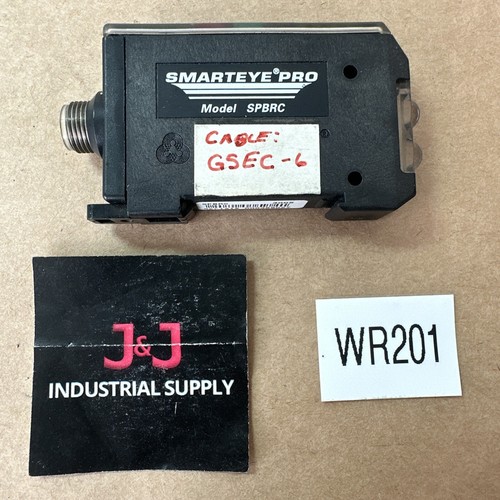 SMARTEYE® PRO
Model SPBRC
CABLE:
GSEC-6
J&J
INDUSTRIAL SUPPLY
WR201